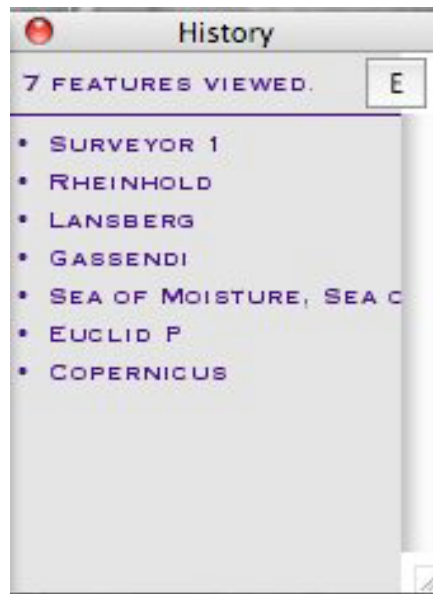 History
7 FEATURES VIEWED.
E
• SURVEYOR 1
• RHEINHOLD
• LANSBERG
• GASSENDI
• SEA OF MOISTURE, SEA
• EUCLID P
• COPERNICUS